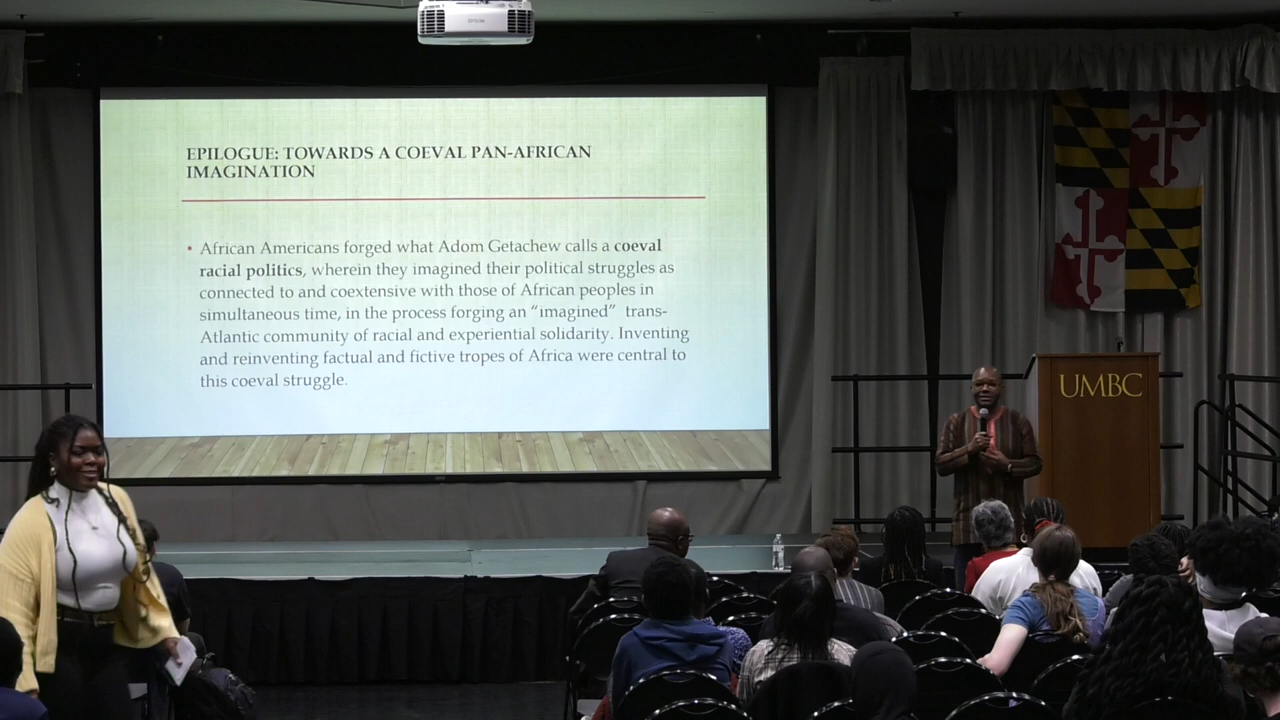 EPILOGUE: TOWARDS A COEVAL PAN-AFRICAN
IMAGINATION
• African Americans forged what Adom Getachew calls a coeval
racial politics, wherein they imagined their political struggles as
connected to and coextensive with those of African peoples in
simultaneous time, in the process forging an “imagined” trans-
Atlantic community of racial and experiential solidarity. Inventing
and reinventing factual and fictive tropes of Africa were central to
this coeval struggle.
UMBC